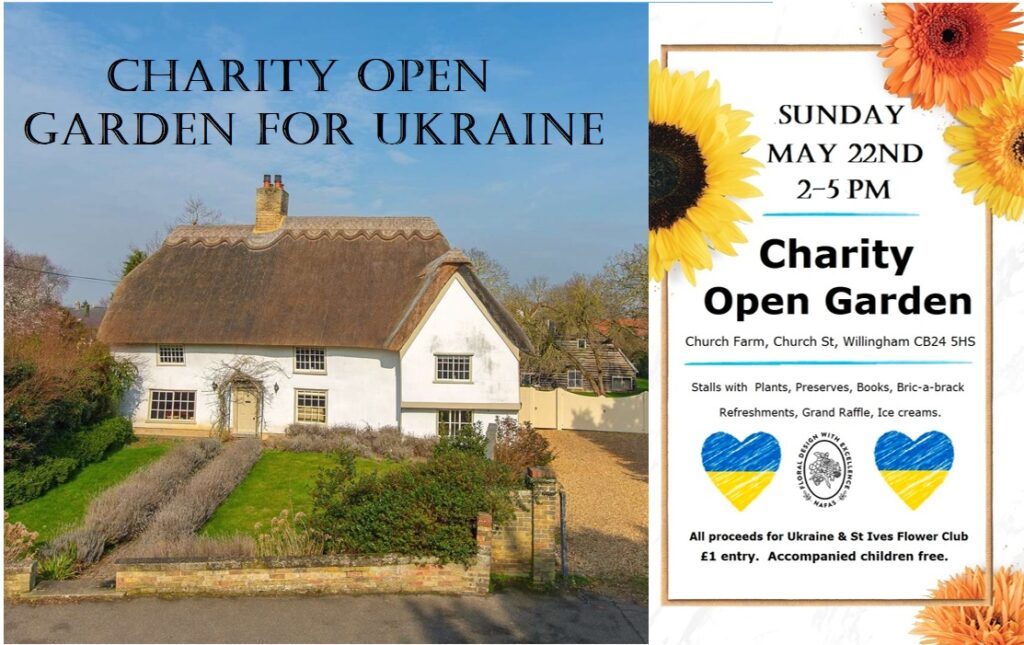 CHARITY OPEN
GARDEN FOR UKRAINE
SUNDAY
MAY 22ND
2-5 PM
Charity
Open Garden
Church Farm, Church St, Willingham CB24 5HS
Stalls with Plants, Preserves, Books, Bric-a-brack
Refreshments, Grand Raffle, Ice creams.
FLORAL DESIGN WITH EXCELLENCE
NAFAS
All proceeds for Ukraine & St Ives Flower Club
£1 entry. Accompanied children free.